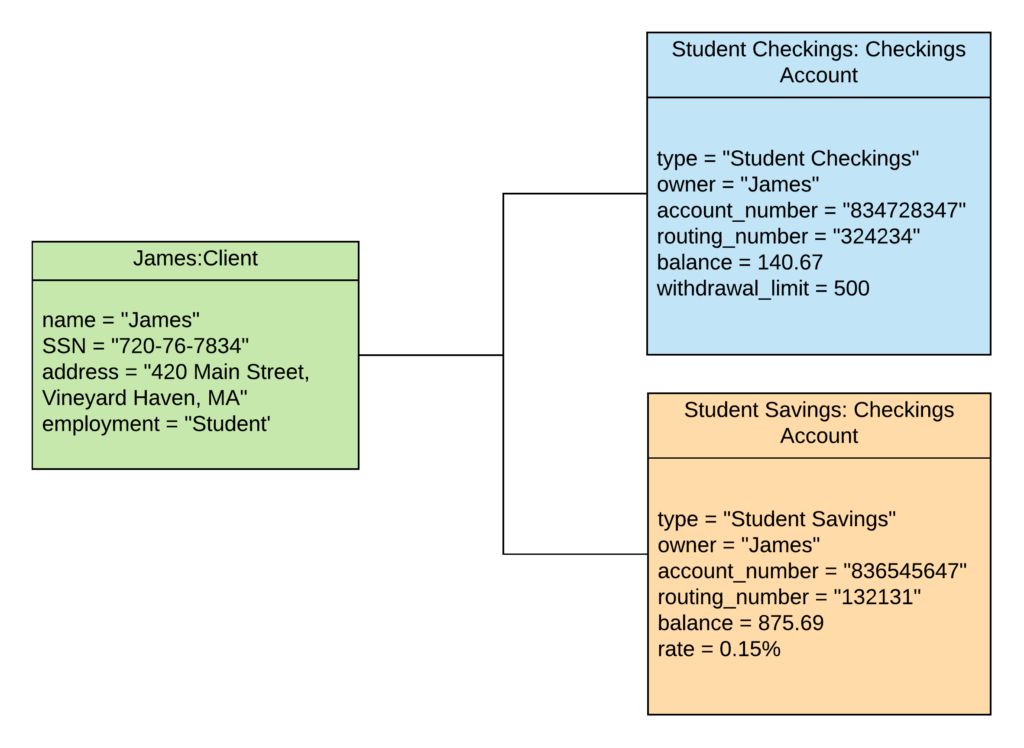 James:Client
name = "James"
SSN = "720-76-7834"
address = "420 Main Street,
Vineyard Haven, MA"
employment = "Student'
Student Checkings: Checkings
Account
type = "Student Checkings"
owner = "James"
account_number = "834728347"
routing_number = "324234"
balance = 140.67
withdrawal_limit = 500
Student Savings: Checkings
Account
type = "Student Savings"
owner = "James"
account_number = "836545647"
routing_number = "132131"
balance = 875.69
rate = 0.15%